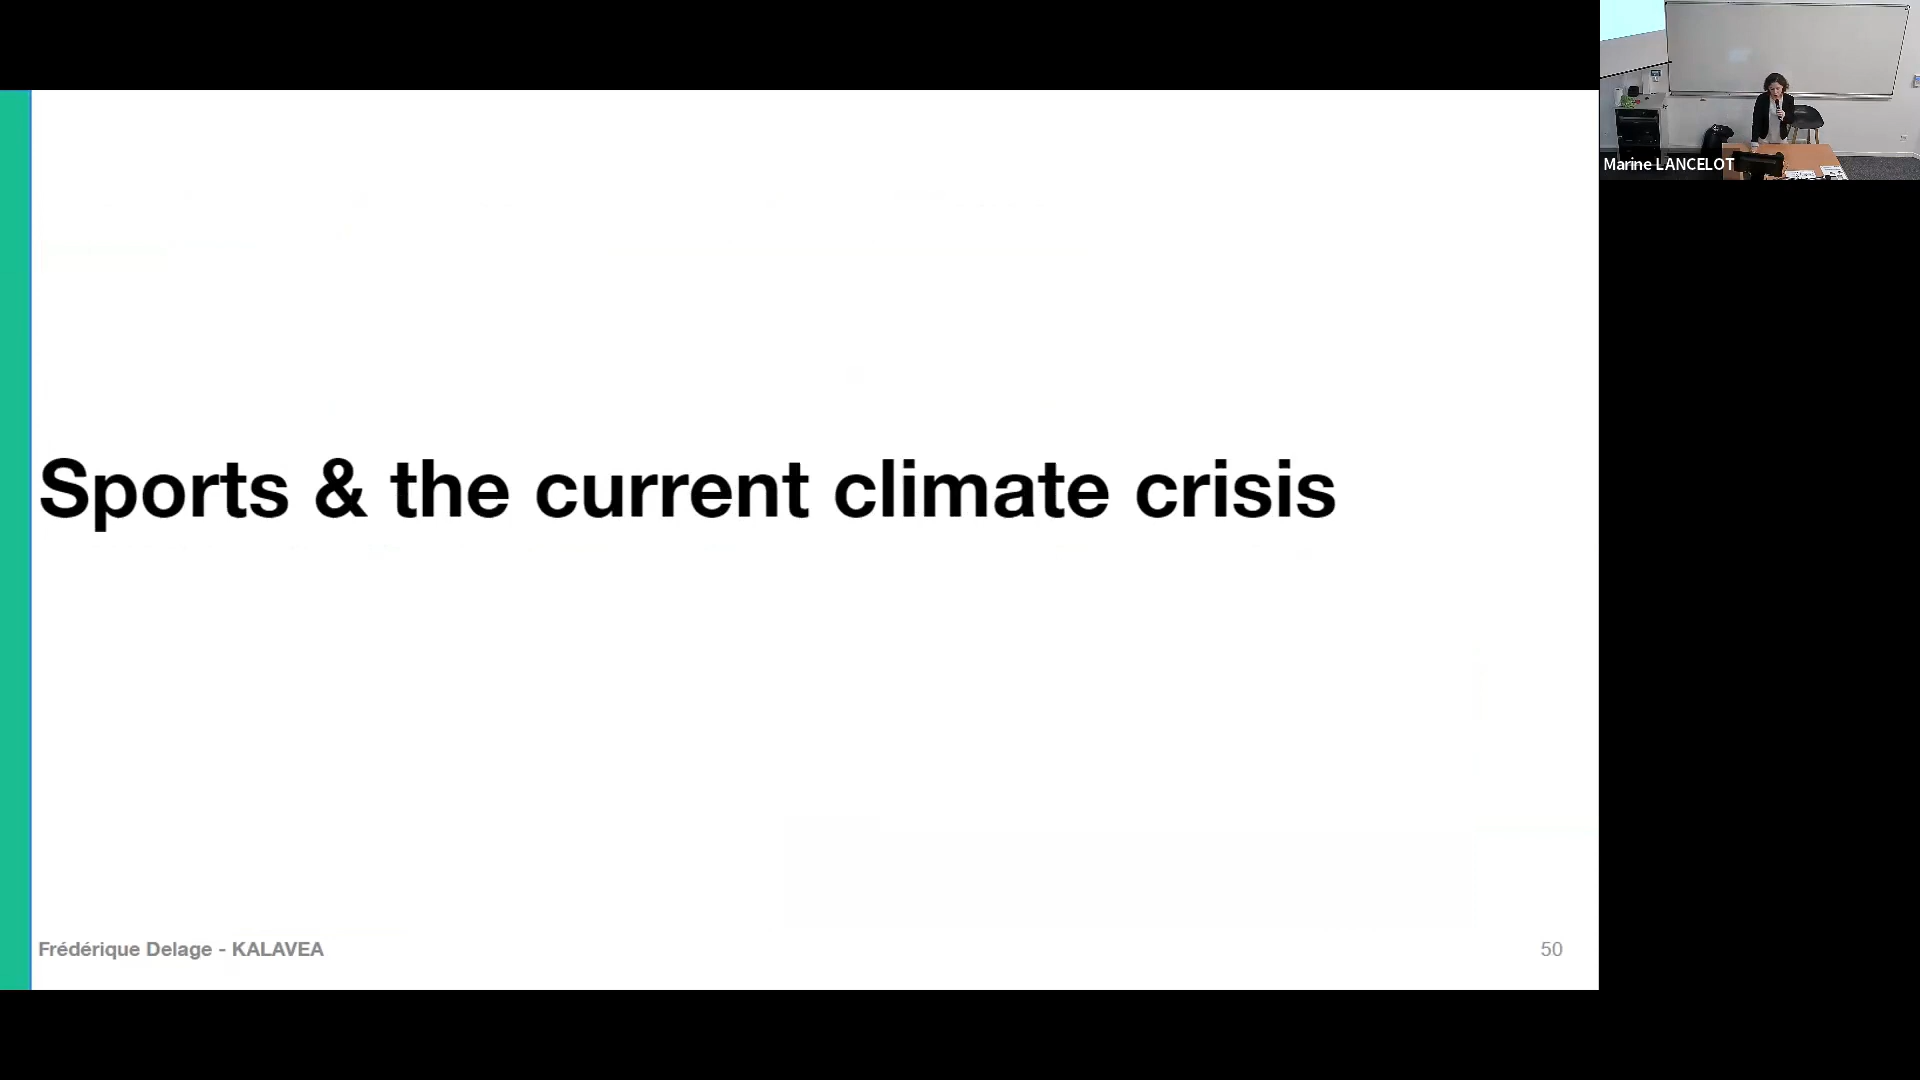 Marine LANCELOT
Sports & the current climate crisis
Frédérique Delage - KALAVEA
50